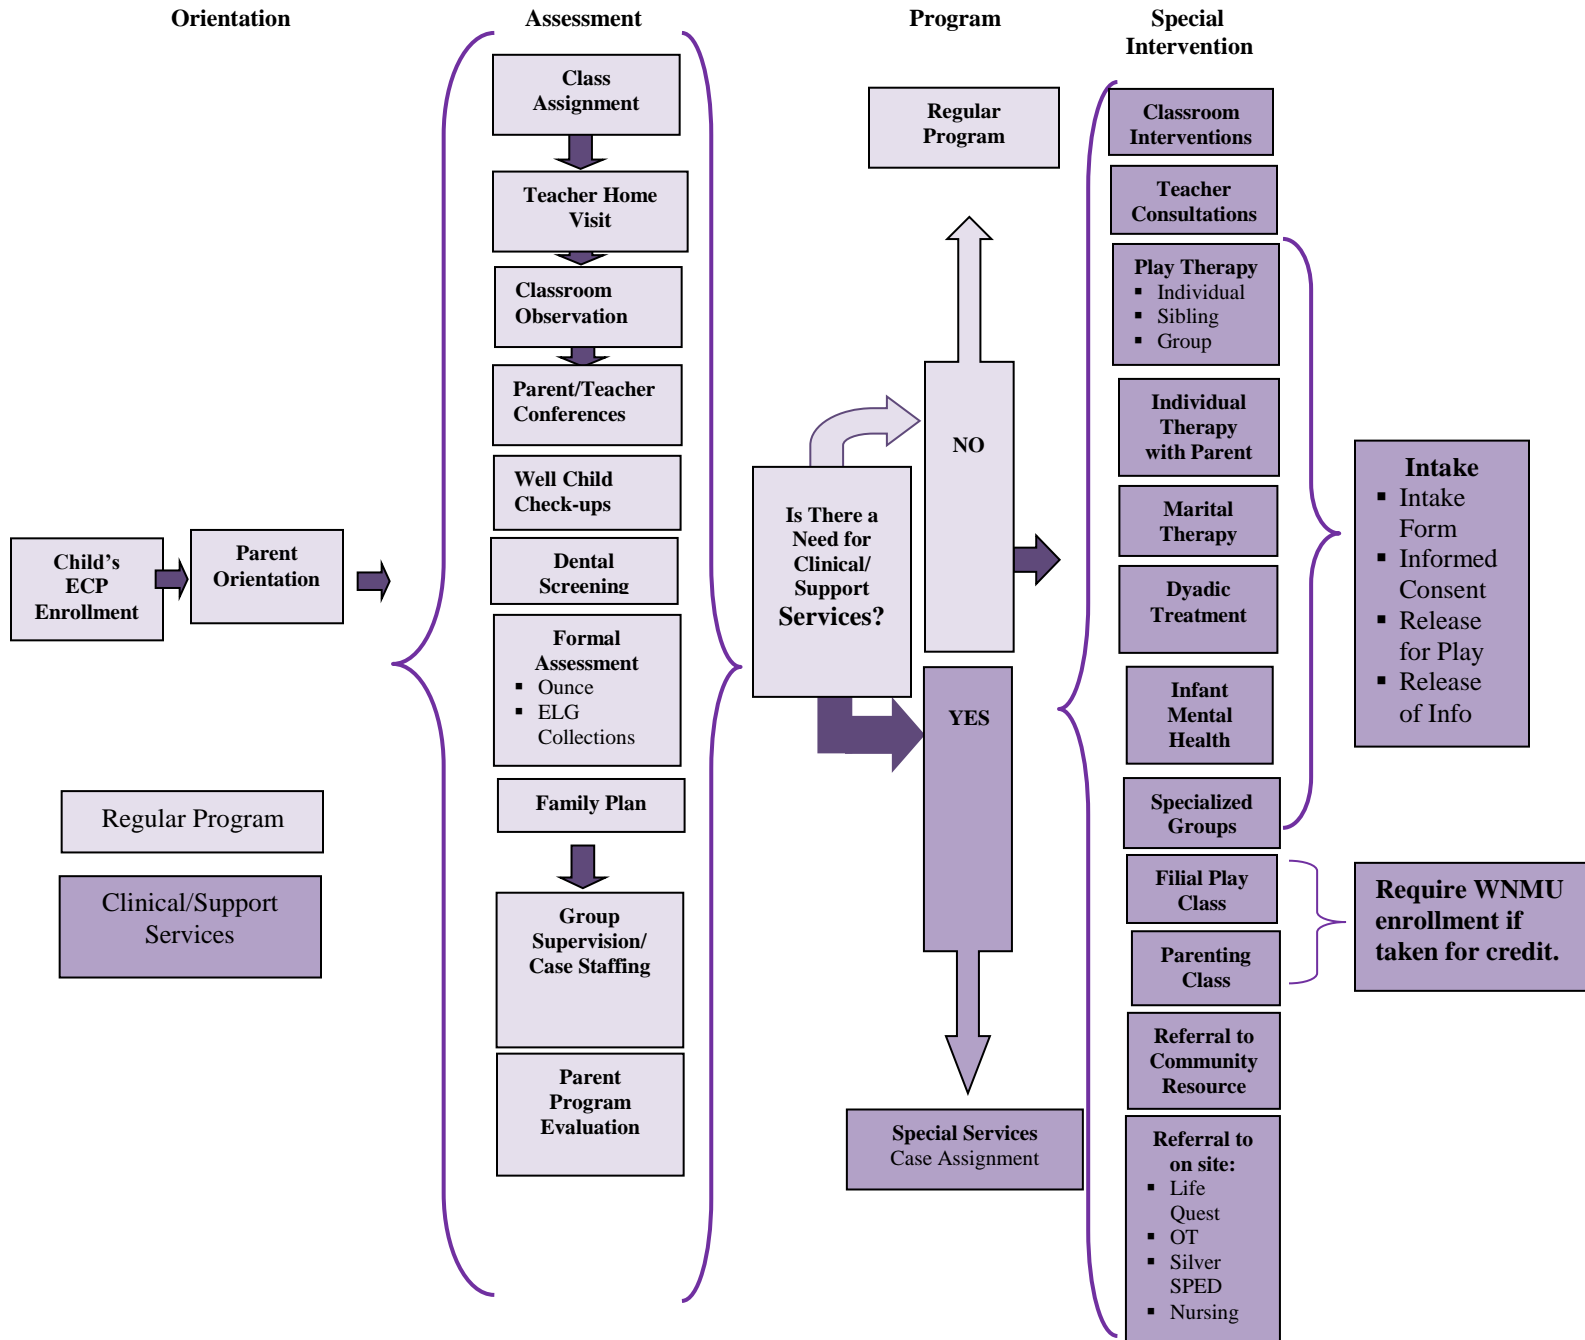 Orientation
Assessment
Program
Special
Intervention
Child's
ECP
Enrollment
Parent
Orientation
Regular Program
Clinical/Support
Services
Class
Assignment
Teacher Home
Visit
Classroom
Observation
Parent/Teacher
Conferences
Well Child
Check-ups
Dental
Screening
Formal
Assessment
▪ Ounce
▪ ELG
Collections
Family Plan
Group
Supervision/
Case Staffing
Parent
Program
Evaluation
Is There a
Need for
Clinical/
Support
Services?
Regular
Program
NO
YES
Special Services
Case Assignment
Classroom
Interventions
Teacher
Consultations
Play Therapy
▪ Individual
▪ Sibling
▪ Group
Individual
Therapy
with Parent
Marital
Therapy
Dyadic
Treatment
Infant
Mental
Health
Specialized
Groups
Filial Play
Class
Parenting
Class
Referral to
Community
Resource
Referral to
on site:
▪ Life
Quest
▪ OT
▪ Silver
SPED
▪ Nursing
Intake
▪ Intake
Form
▪ Informed
Consent
▪ Release
for Play
▪ Release
of Info
Require WNMU
enrollment if
taken for credit.